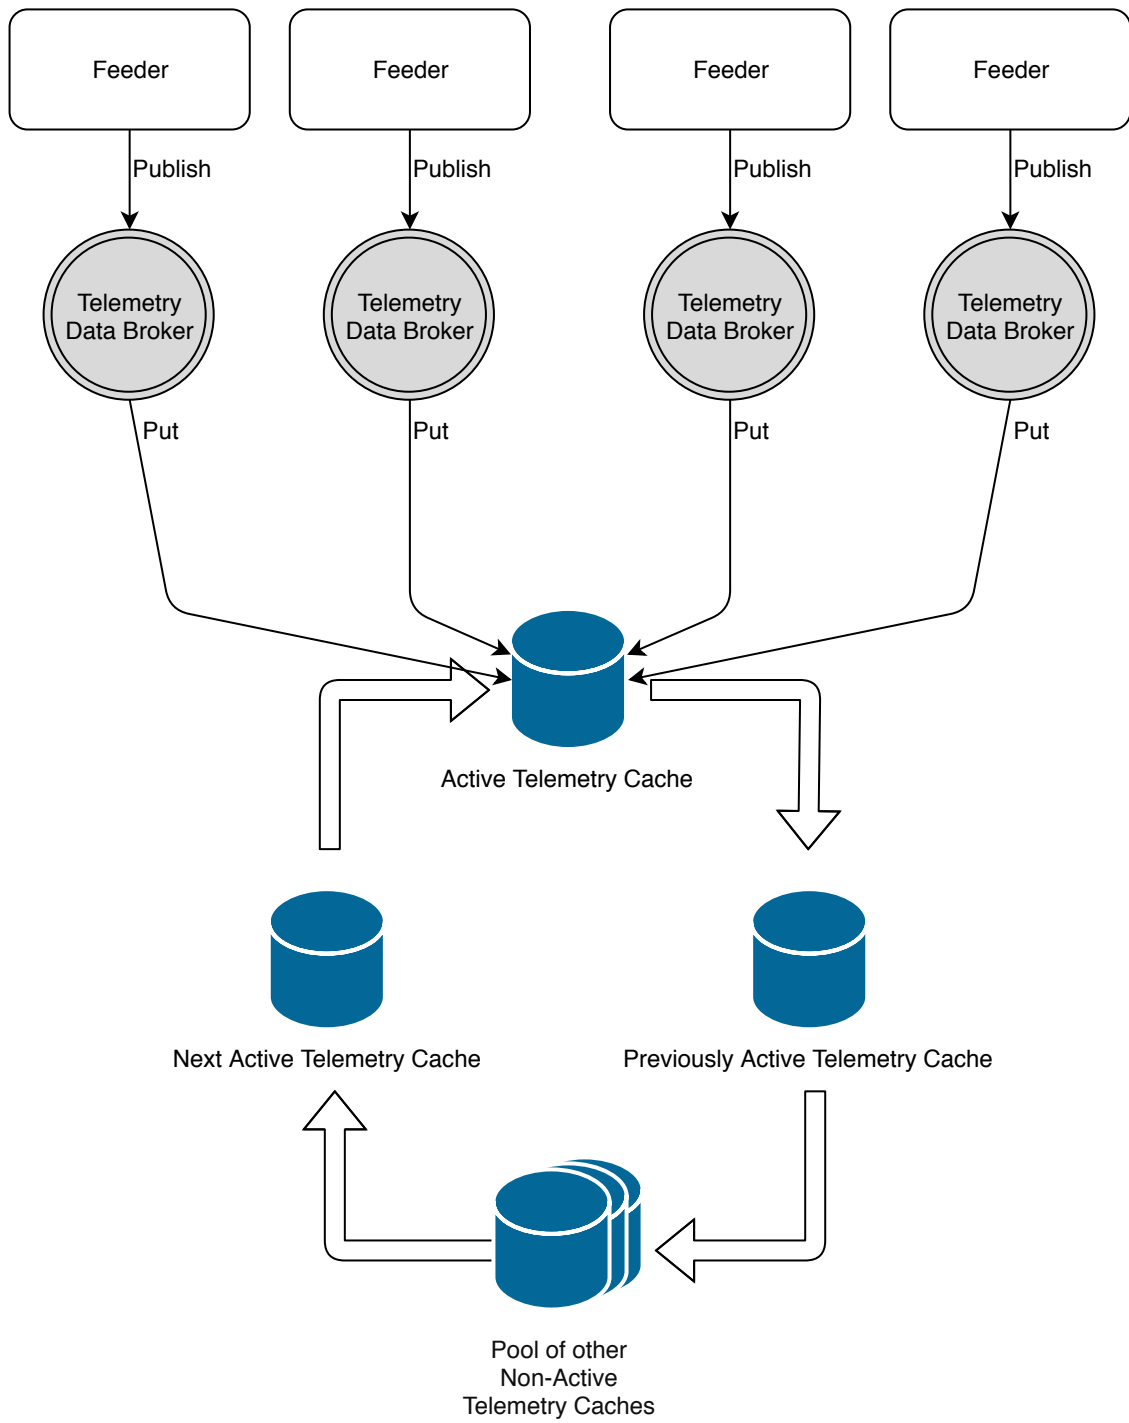 Feeder
Feeder
Feeder
Feeder
Publish
Publish
Publish
Publish
Telemetry
Data Broker
Telemetry
Data Broker
Telemetry
Data Broker
Telemetry
Data Broker
Put
Put
Put
Put
Active Telemetry Cache
Next Active Telemetry Cache
Previously Active Telemetry Cache
Pool of other
Non-Active
Telemetry Caches